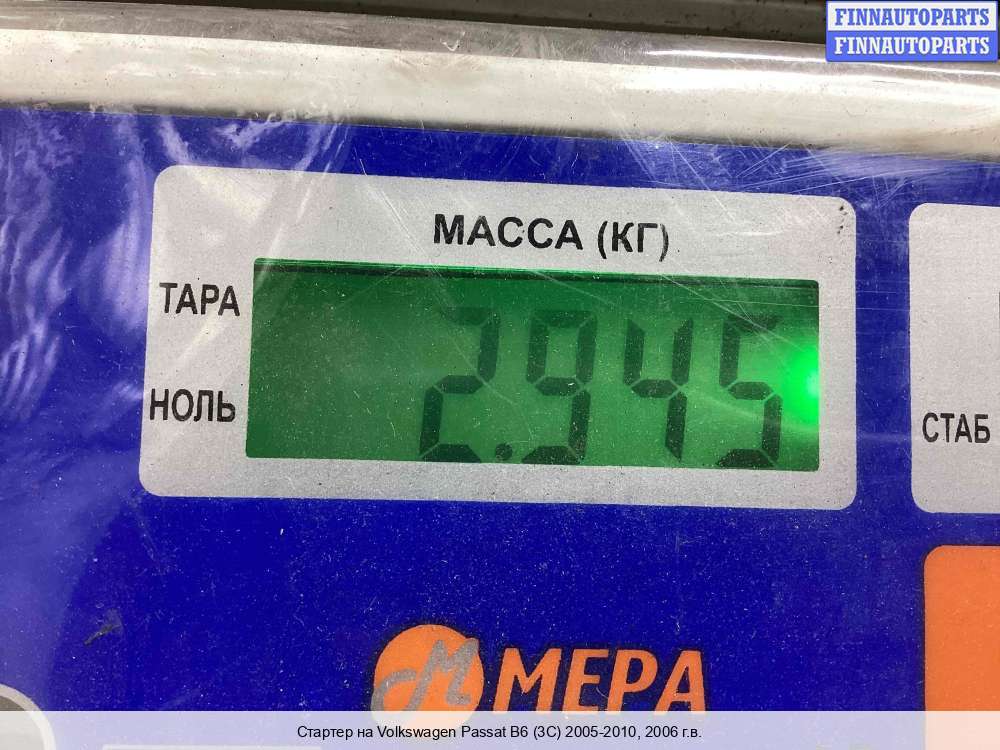 FINNAUTOPARTS
FINNAUTOPARTS
МАССА (КГ)
ТАРА
2.945
НОЛЬ
СТАБ
МЕРА
Стартер на Volkswagen Passat B6 (3C) 2005-2010, 2006 г.в.